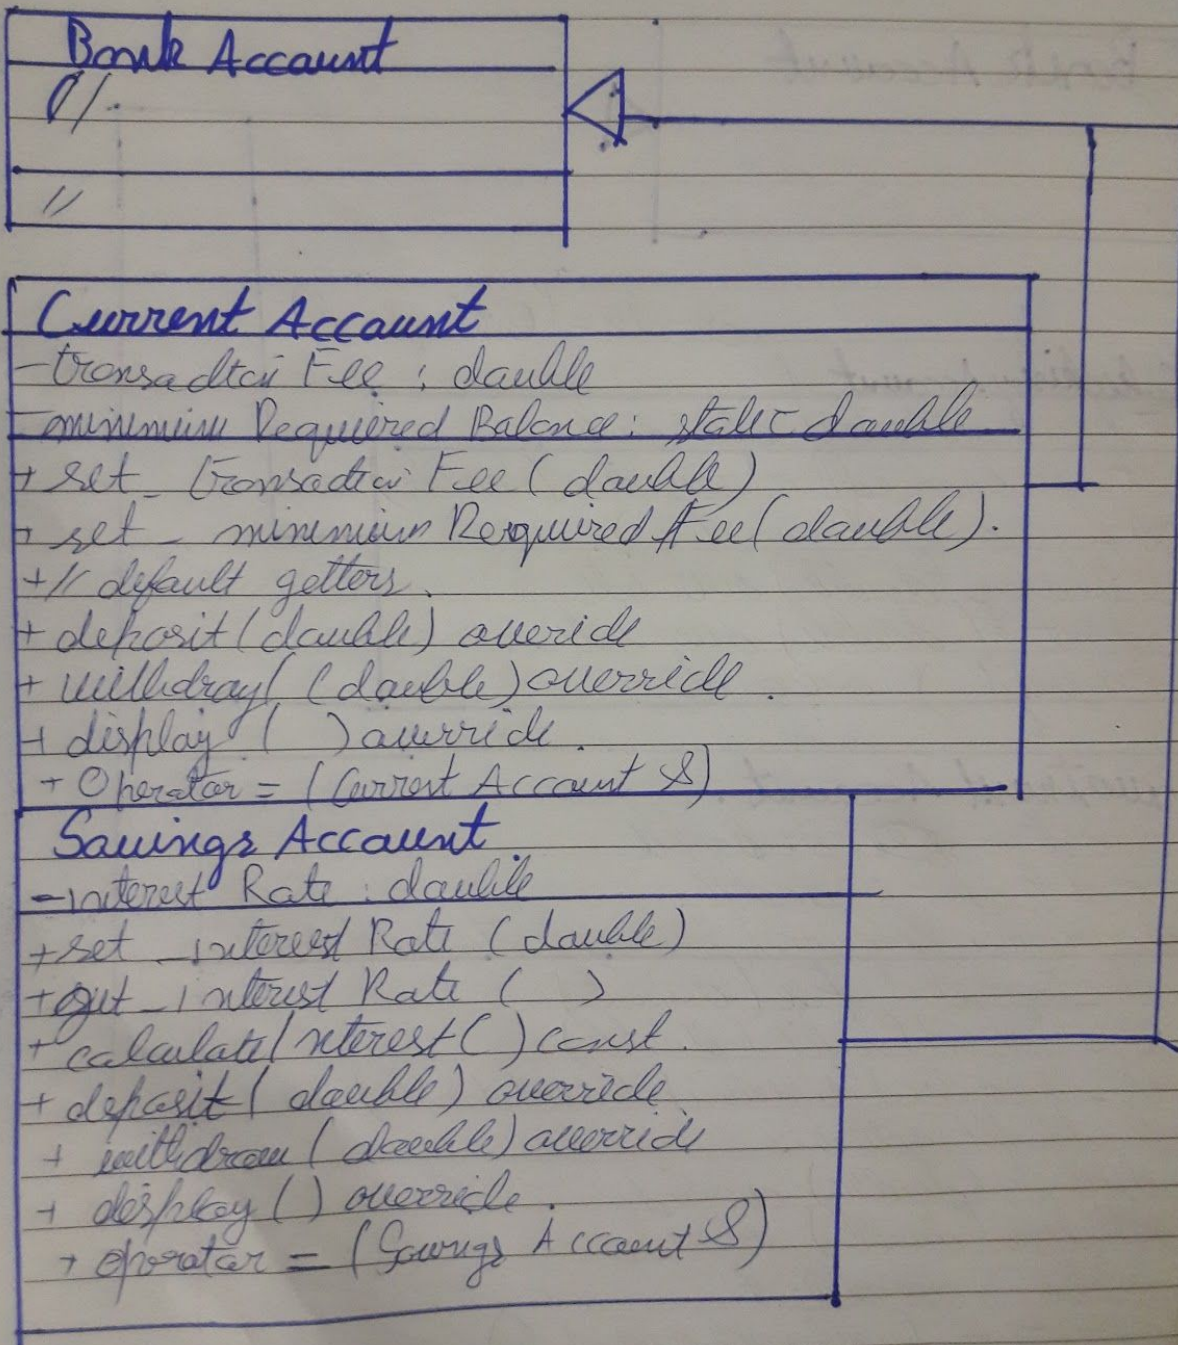 Bank Account
//
//
Current Account
- transaction Fee : double
- minimum Required Balance : static double
+ set_transaction Fee ( double )
+ set_minimum Required Fee ( double ).
+ // default getters.
+ deposit ( double ) override
+ withdraw ( ( double ) override .
+ display ( ) override .
+ Operator = ( Current Account & )
Savings Account
- interest Rate : double
+ set_interest Rate ( double )
+ get_interest Rate ( )
+ calculate Interest ( ) const .
+ deposit ( double ) override
+ withdraw ( double ) override
+ display ( ) override .
+ operator = ( Savings Account & )